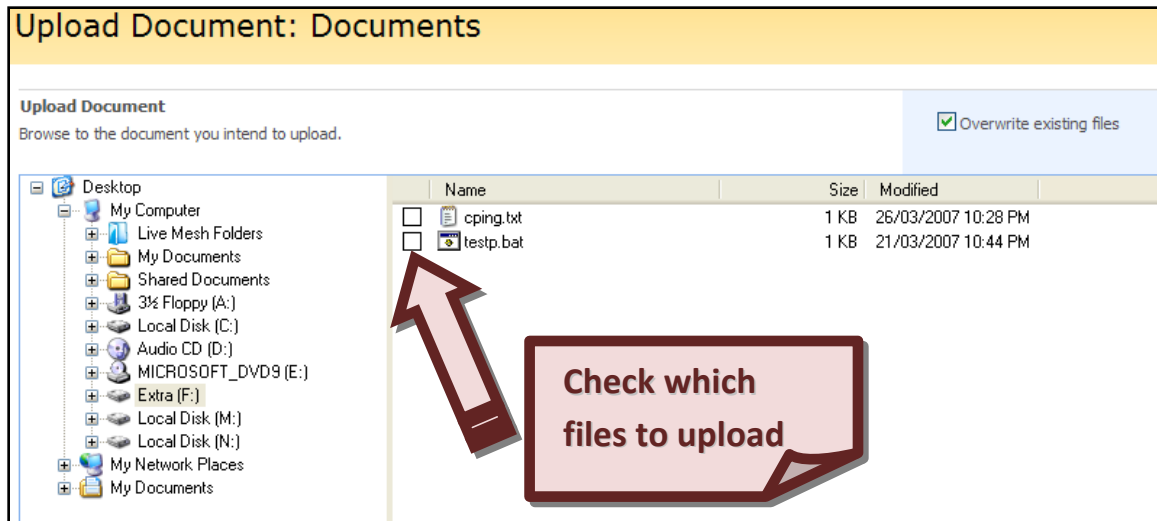 Upload Document: Documents
Upload Document
Browse to the document you intend to upload.
Overwrite existing files
Desktop
My Computer
Live Mesh Folders
My Documents
Shared Documents
3½ Floppy (A:)
Local Disk (C:)
Audio CD (D:)
MICROSOFT_DVD9 (E:)
Extra (F:)
Local Disk (M:)
Local Disk (N:)
My Network Places
My Documents
Name Size Modified
cping.txt 1 KB 26/03/2007 10:28 PM
testp.bat 1 KB 21/03/2007 10:44 PM
Check which
files to upload